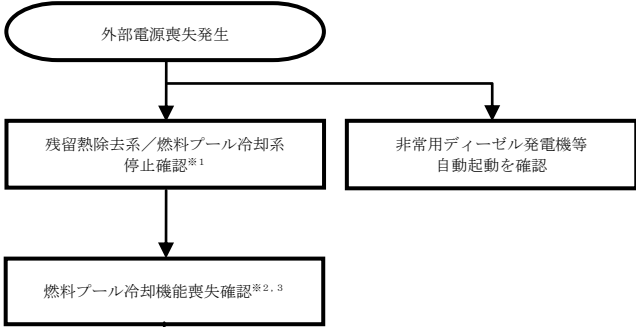 外部電源喪失発生
残留熱除去系／燃料プール冷却系
停止確認※1
非常用ディーゼル発電機等
自動起動を確認
燃料プール冷却機能喪失確認※2,3